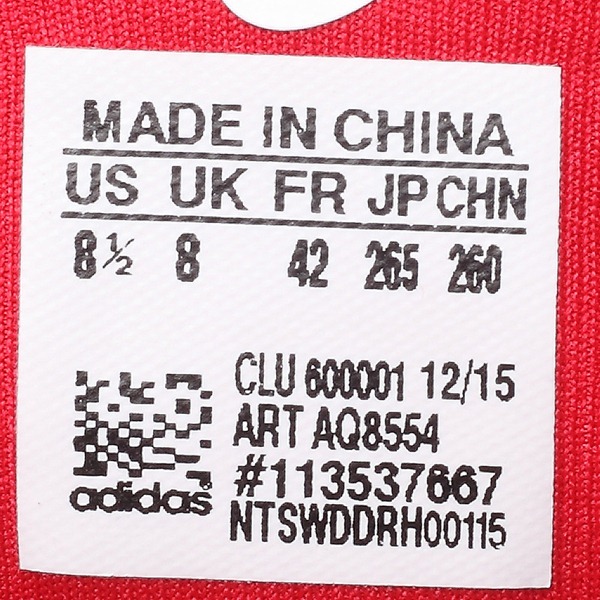 MADE IN CHINA
US UK FR JP CHN
8½ 8 42 265 260
CLU 600001 12/15
ART AQ8554
#113537667
NTSWDDRH00115
adidas®